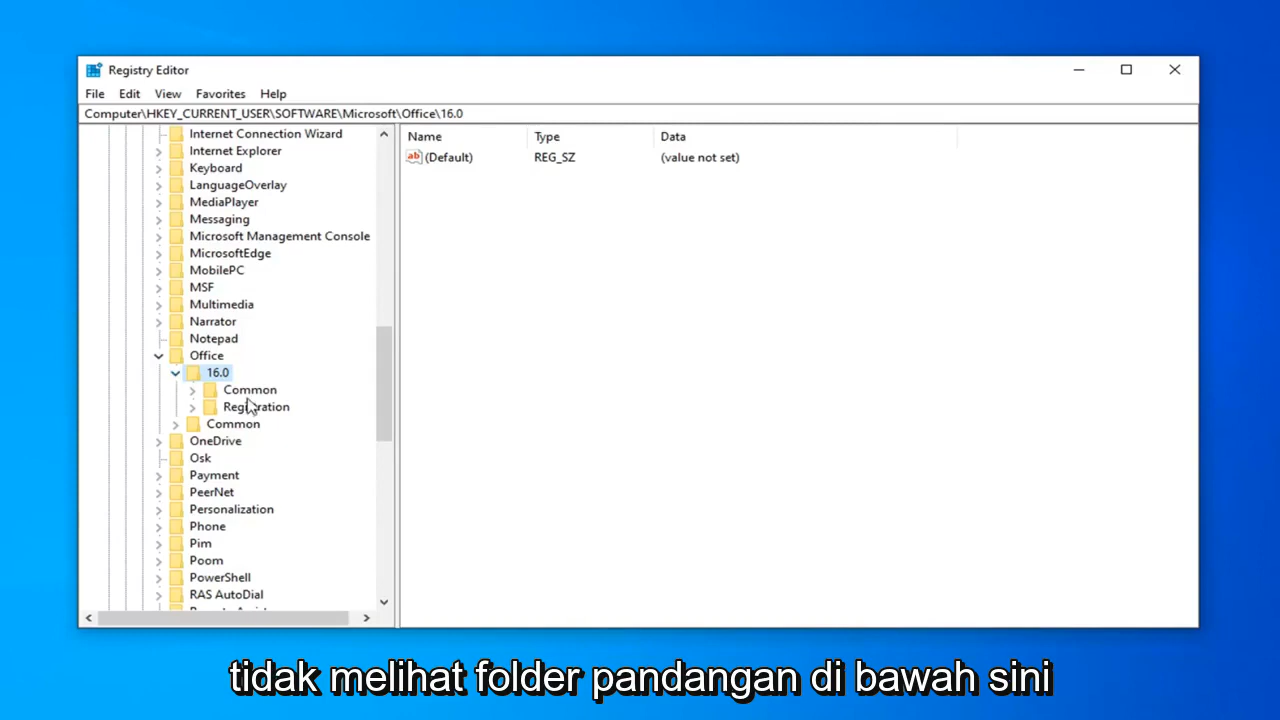 Registry Editor
File Edit View Favorites Help
Computer\HKEY_CURRENT_USER\SOFTWARE\Microsoft\Office\16.0
Internet Connection Wizard
Internet Explorer
Keyboard
LanguageOverlay
MediaPlayer
Messaging
Microsoft Management Console
MicrosoftEdge
MobilePC
MSF
Multimedia
Narrator
Notepad
Office
16.0
Common
Registration
Common
OneDrive
Osk
Payment
PeerNet
Personalization
Phone
Pim
Poom
PowerShell
RAS AutoDial
Name Type Data
(Default) REG_SZ (value not set)
tidak melihat folder pandangan di bawah sini